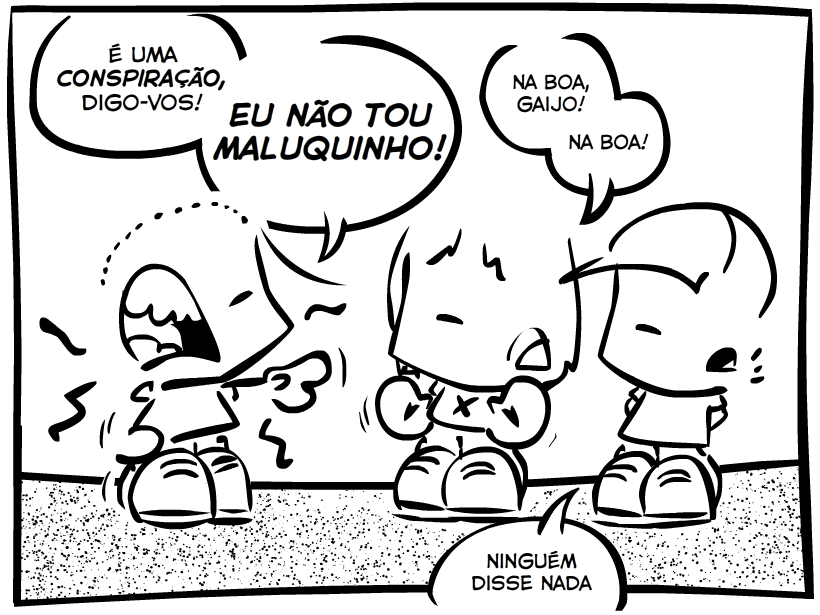 É UMA
CONSPIRAÇÃO,
DIGO-VOS!
EU NÃO TOU
MALUQUINHO!
NA BOA,
GAIJO!
NA BOA!
NINGUÉM
DISSE NADA